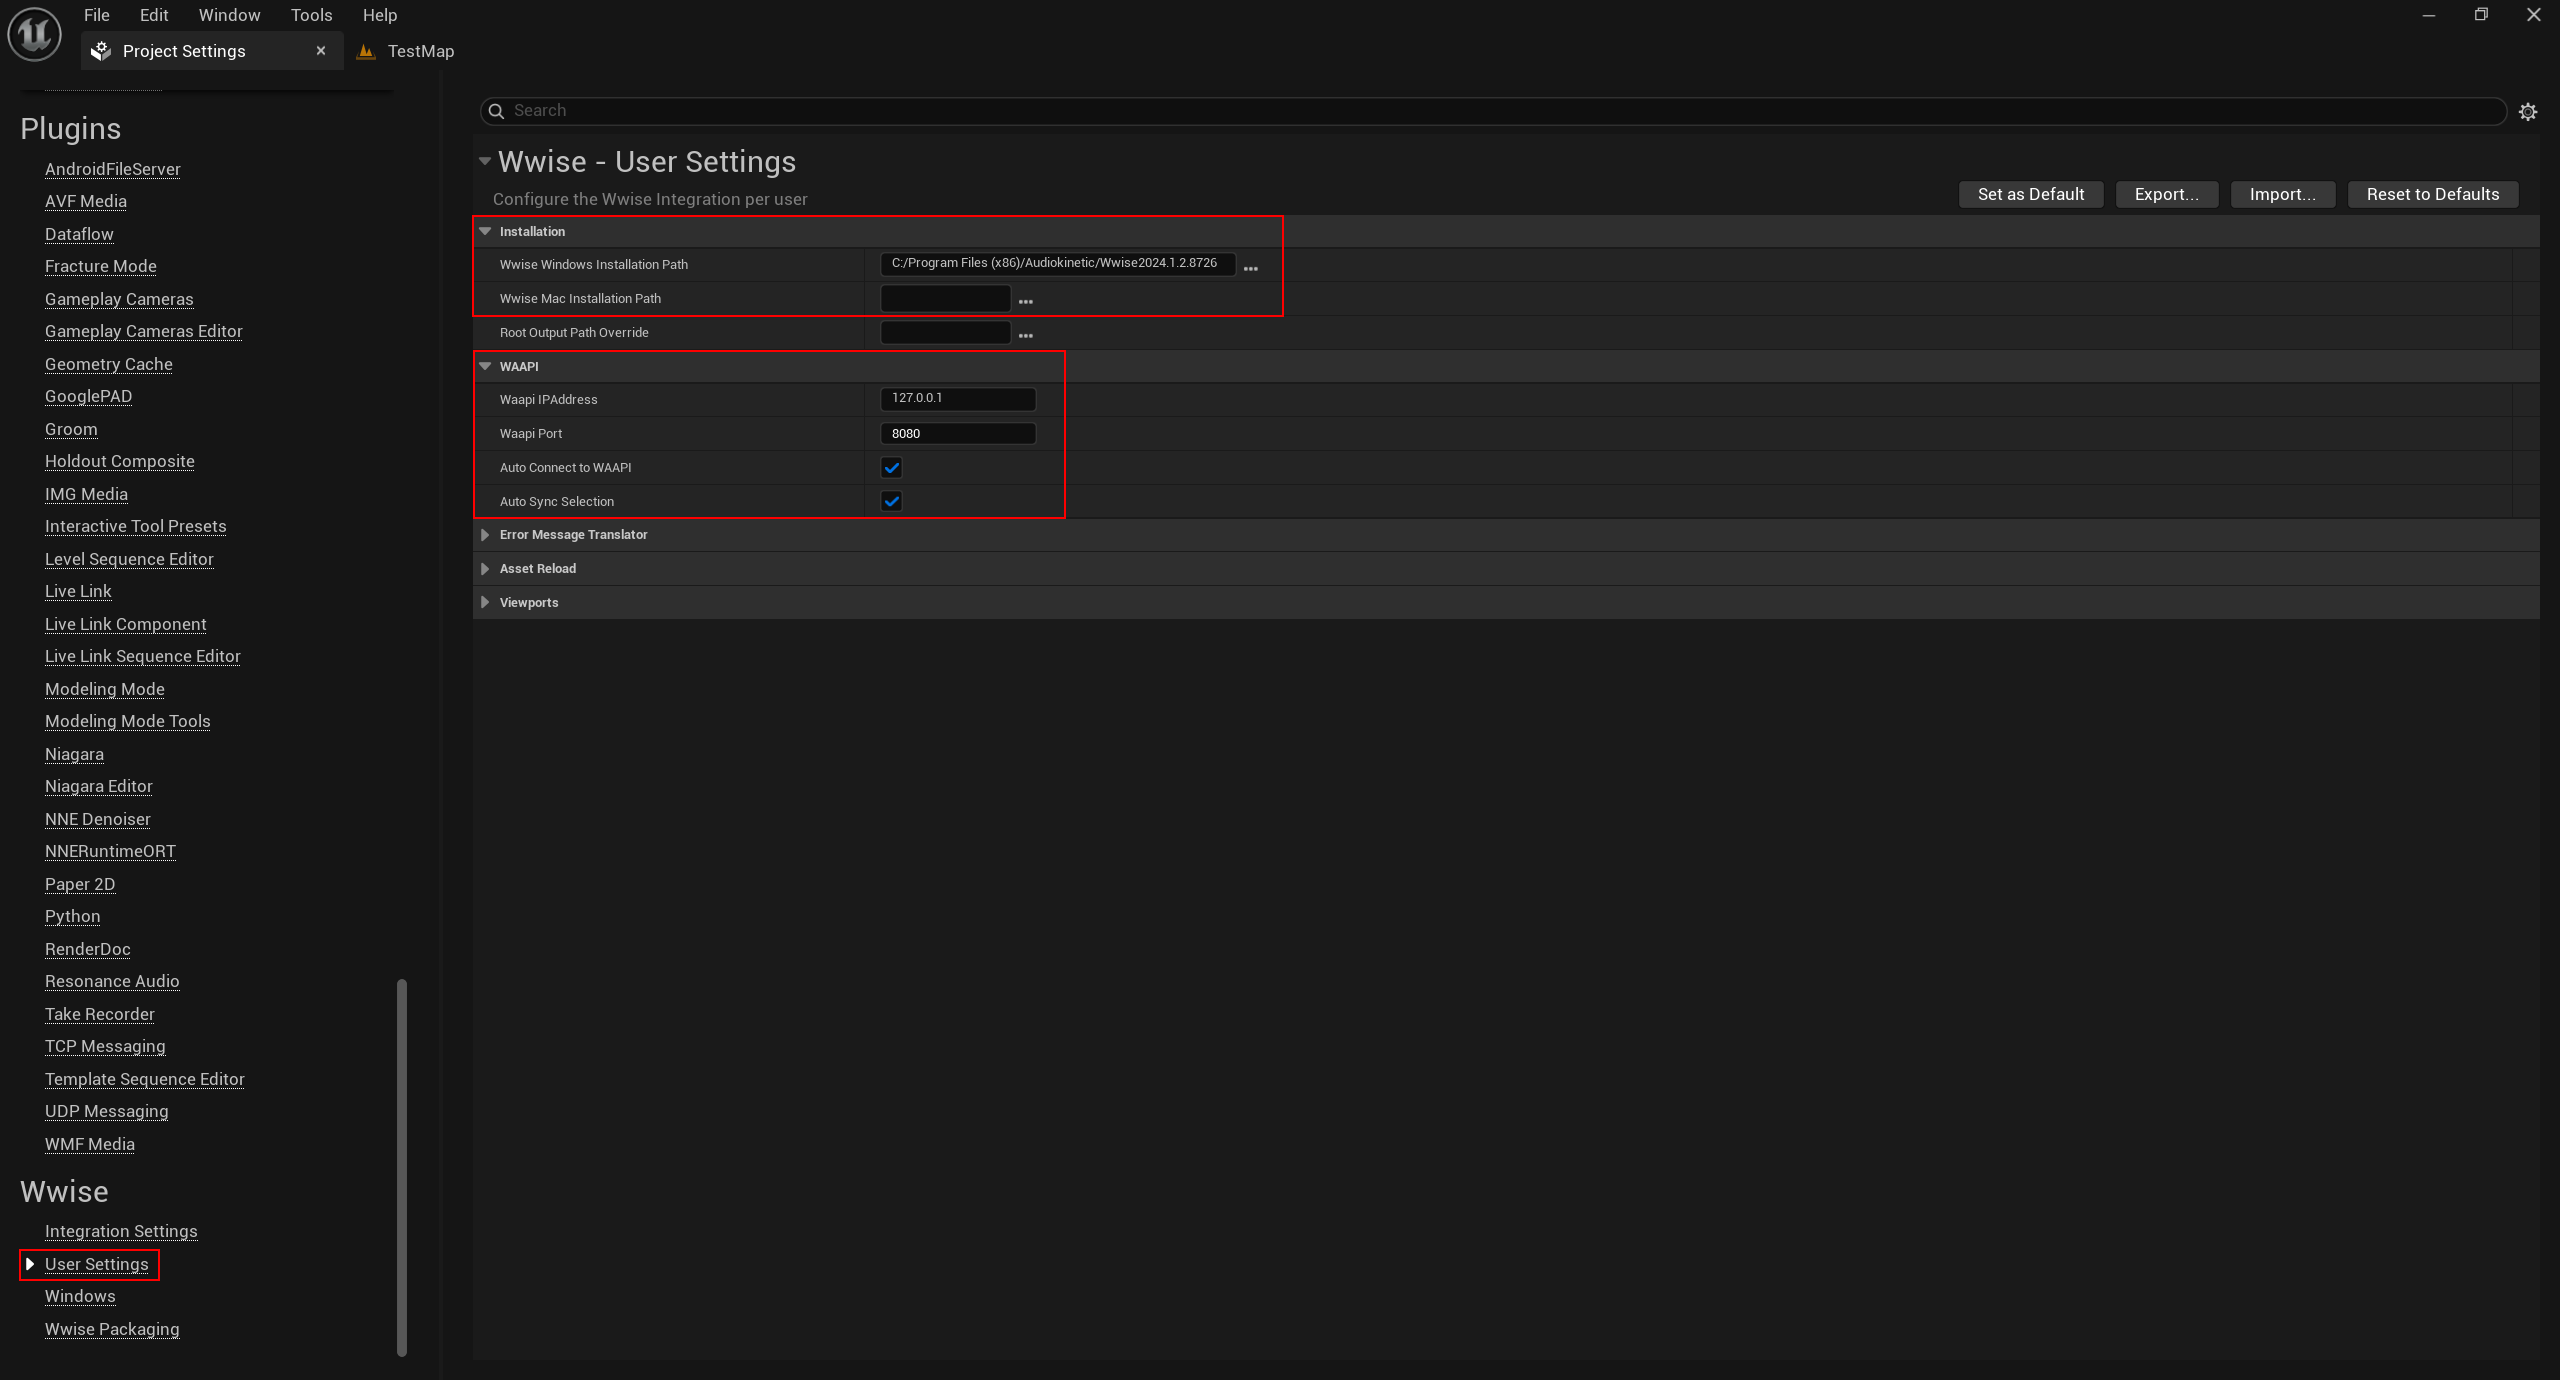 File Edit Window Tools Help
Project Settings TestMap
Plugins
AndroidFileServer
AVF Media
Dataflow
Fracture Mode
Gameplay Cameras
Gameplay Cameras Editor
Geometry Cache
GooglePAD
Groom
Holdout Composite
IMG Media
Interactive Tool Presets
Level Sequence Editor
Live Link
Live Link Component
Live Link Sequence Editor
Modeling Mode
Modeling Mode Tools
Niagara
Niagara Editor
NNE Denoiser
NNERuntimeORT
Paper 2D
Python
RenderDoc
Resonance Audio
Take Recorder
TCP Messaging
Template Sequence Editor
UDP Messaging
WMF Media
Wwise
Integration Settings
User Settings
Windows
Wwise Packaging
Search
Wwise - User Settings
Configure the Wwise Integration per user
Set as Default Export... Import... Reset to Defaults
Installation
Wwise Windows Installation Path C:/Program Files (x86)/Audiokinetic/Wwise2024.1.2.8726
Wwise Mac Installation Path
Root Output Path Override
WAAPI
Waapi IPAddress 127.0.0.1
Waapi Port 8080
Auto Connect to WAAPI
Auto Sync Selection
Error Message Translator
Asset Reload
Viewports